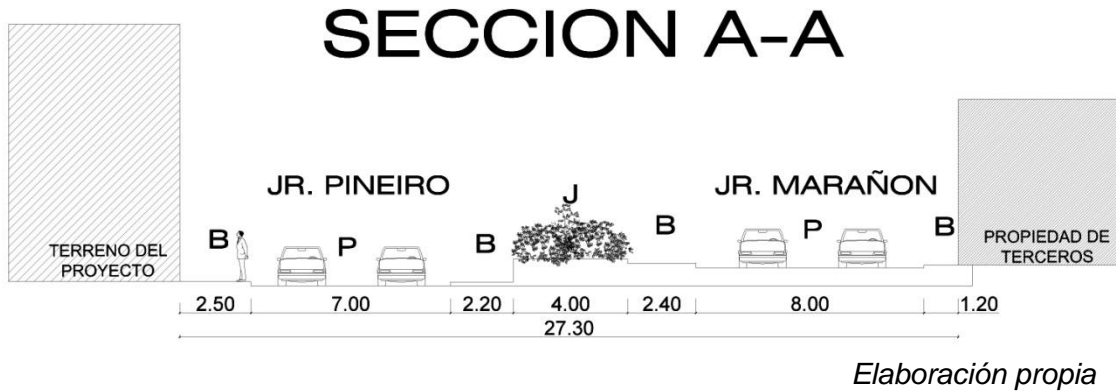 SECCION A-A
JR. PINEIRO
J
JR. MARAÑON
B
P
B
B
P
B
TERRENO DEL
PROYECTO
PROPIEDAD DE
TERCEROS
2.50 7.00 2.20 4.00 2.40 8.00 1.20
27.30
Elaboración propia